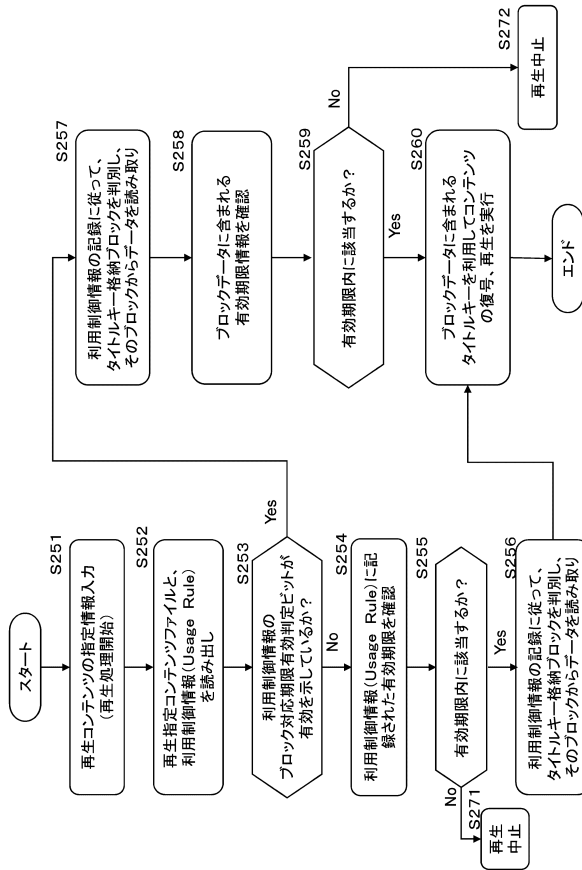 スタート
S251
再生コンテンツの指定情報入力
(再生処理開始)
S252
再生指定コンテンツファイルと、
利用制御情報(Usage Rule)
を読み出し
S253
利用制御情報の
ブロック対応期限有効判定ビットが
有効を示しているか?
Yes
No
S254
利用制御情報(Usage Rule)に記
録された有効期限を確認
S255
有効期限内に該当するか?
No
S271
再生
中止
Yes
S256
利用制御情報の記録に従って、
タイトルキー格納ブロックを判別し、
そのブロックからデータを読み取り
S257
利用制御情報の記録に従って、
タイトルキー格納ブロックを判別し、
そのブロックからデータを読み取り
S258
ブロックデータに含まれる
有効期限情報を確認
S259
有効期限内に該当するか?
No
S272
再生中止
Yes
S260
ブロックデータに含まれる
タイトルキーを利用してコンテンツ
の復号、再生を実行
エンド